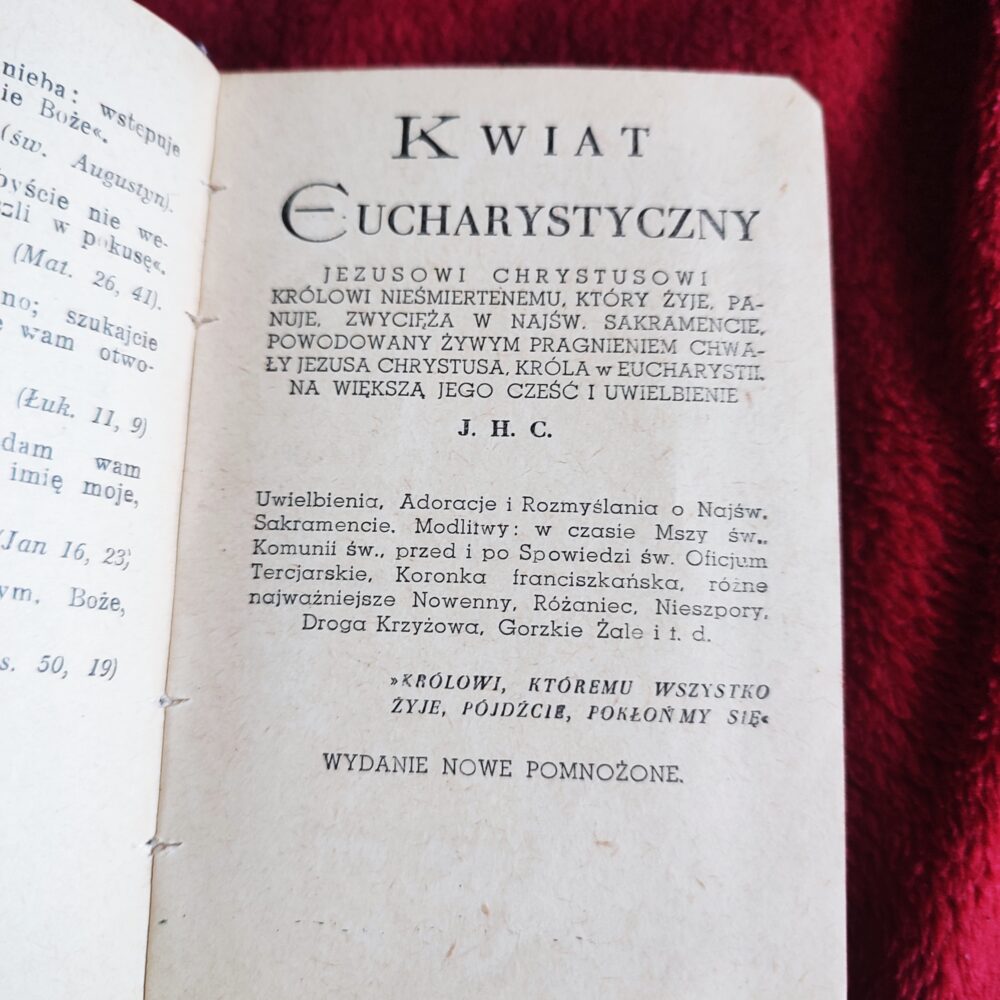 nieba: wstępuje
ie Boże«.
(św. Augustyn).
byście nie we-
zli w pokusę«.
(Mat. 26, 41).
no; szukajcie
wam otwo-
(Łuk. 11, 9)
dam wam
imię moje,
(Jan 16, 23)
ym, Boże,
s. 50, 19)
KWIAT
EUCHARYSTYCZNY
JEZUSOWI CHRYSTUSOWI
KRÓLOWI NIEŚMIERTENEMU, KTÓRY ŻYJE, PA-
NUJE, ZWYCIĘŻA W NAJŚW. SAKRAMENCIE,
POWODOWANY ŻYWYM PRAGNIENIEM CHWA-
ŁY JEZUSA CHRYSTUSA, KRÓLA w EUCHARYSTII,
NA WIĘKSZĄ JEGO CZEŚĆ I UWIELBIENIE
J. H. C.
Uwielbienia, Adoracje i Rozmyślania o Najśw.
Sakramencie. Modlitwy: w czasie Mszy św.,
Komunii św., przed i po Spowiedzi św. Oficjum
Tercjarskie, Koronka franciszkańska, różne
najważniejsze Nowenny, Różaniec, Nieszpory,
Droga Krzyżowa, Gorzkie Żale i t. d.
»KRÓLOWI, KTÓREMU WSZYSTKO
ŻYJE, PÓJDŹCIE, POKŁOŃMY SIĘ«
WYDANIE NOWE POMNOŻONE.